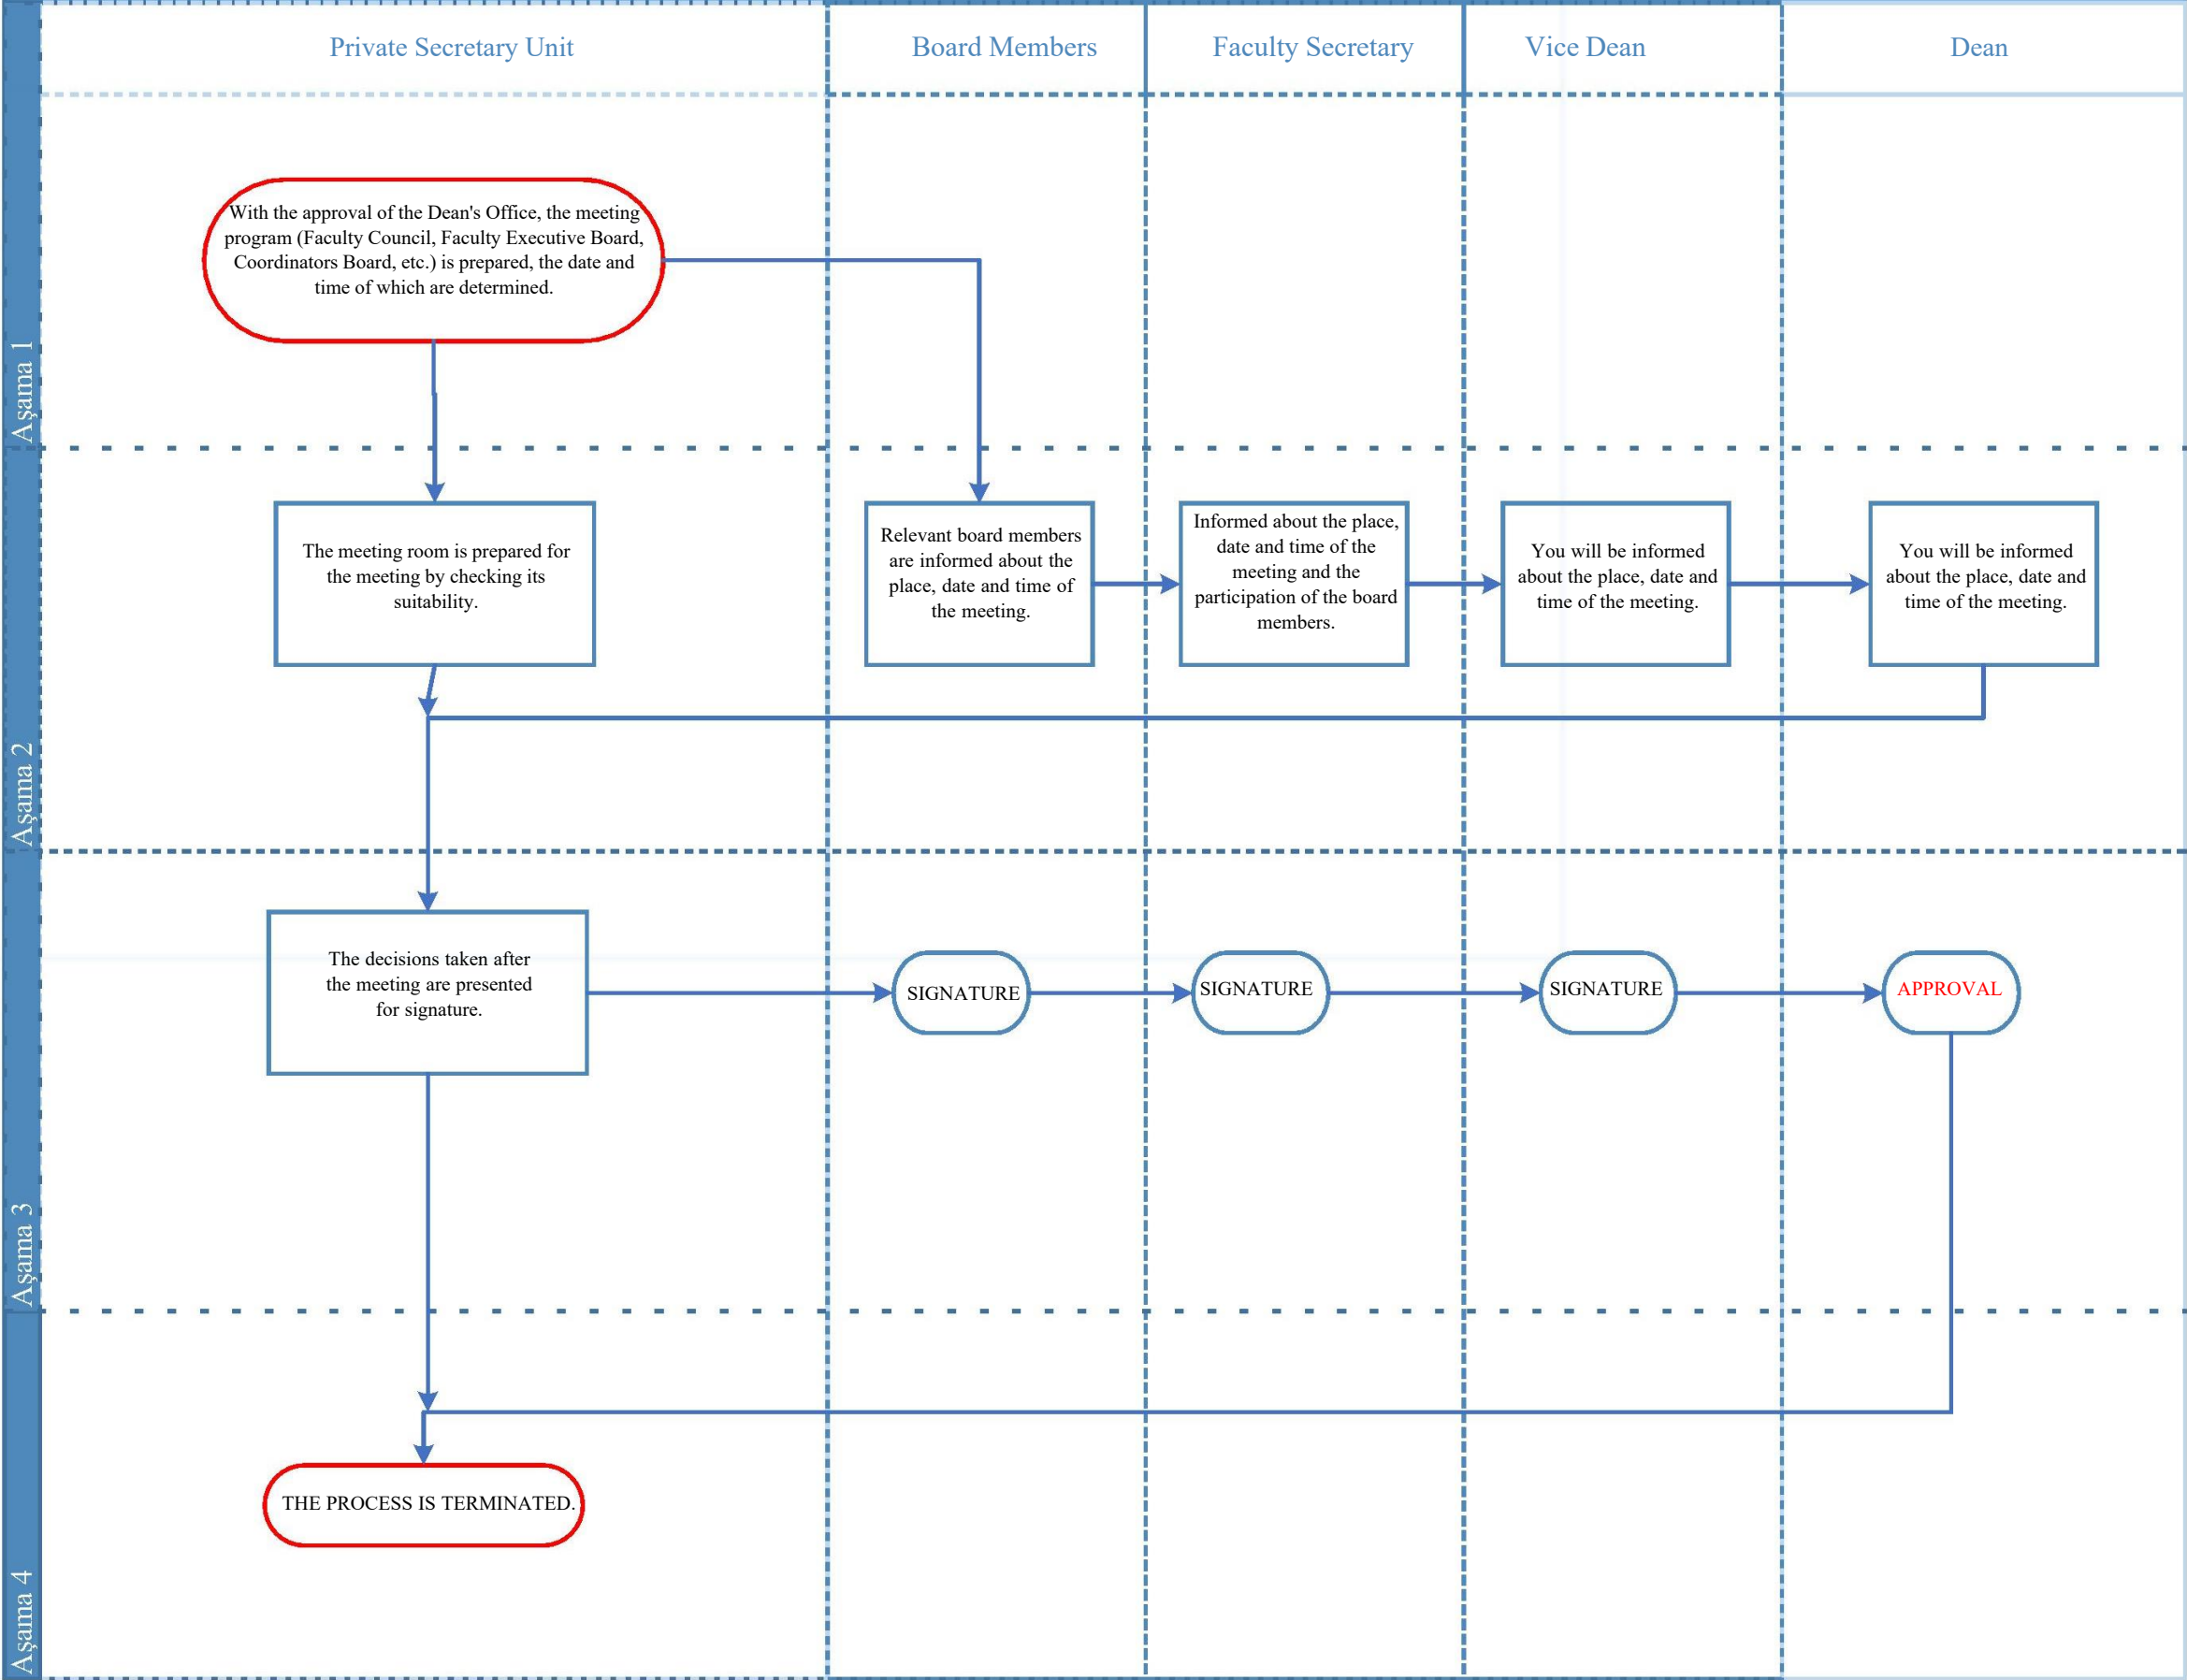 Private Secretary Unit
Board Members
Faculty Secretary
Vice Dean
Dean
Aşama 1
With the approval of the Dean's Office, the meeting
program (Faculty Council, Faculty Executive Board,
Coordinators Board, etc.) is prepared, the date and
time of which are determined.
Aşama 2
The meeting room is prepared for
the meeting by checking its
suitability.
Relevant board members
are informed about the
place, date and time of
the meeting.
Informed about the place,
date and time of the
meeting and the
participation of the board
members.
You will be informed
about the place, date and
time of the meeting.
You will be informed
about the place, date and
time of the meeting.
Aşama 3
The decisions taken after
the meeting are presented
for signature.
SIGNATURE
SIGNATURE
SIGNATURE
APPROVAL
Aşama 4
THE PROCESS IS TERMINATED.